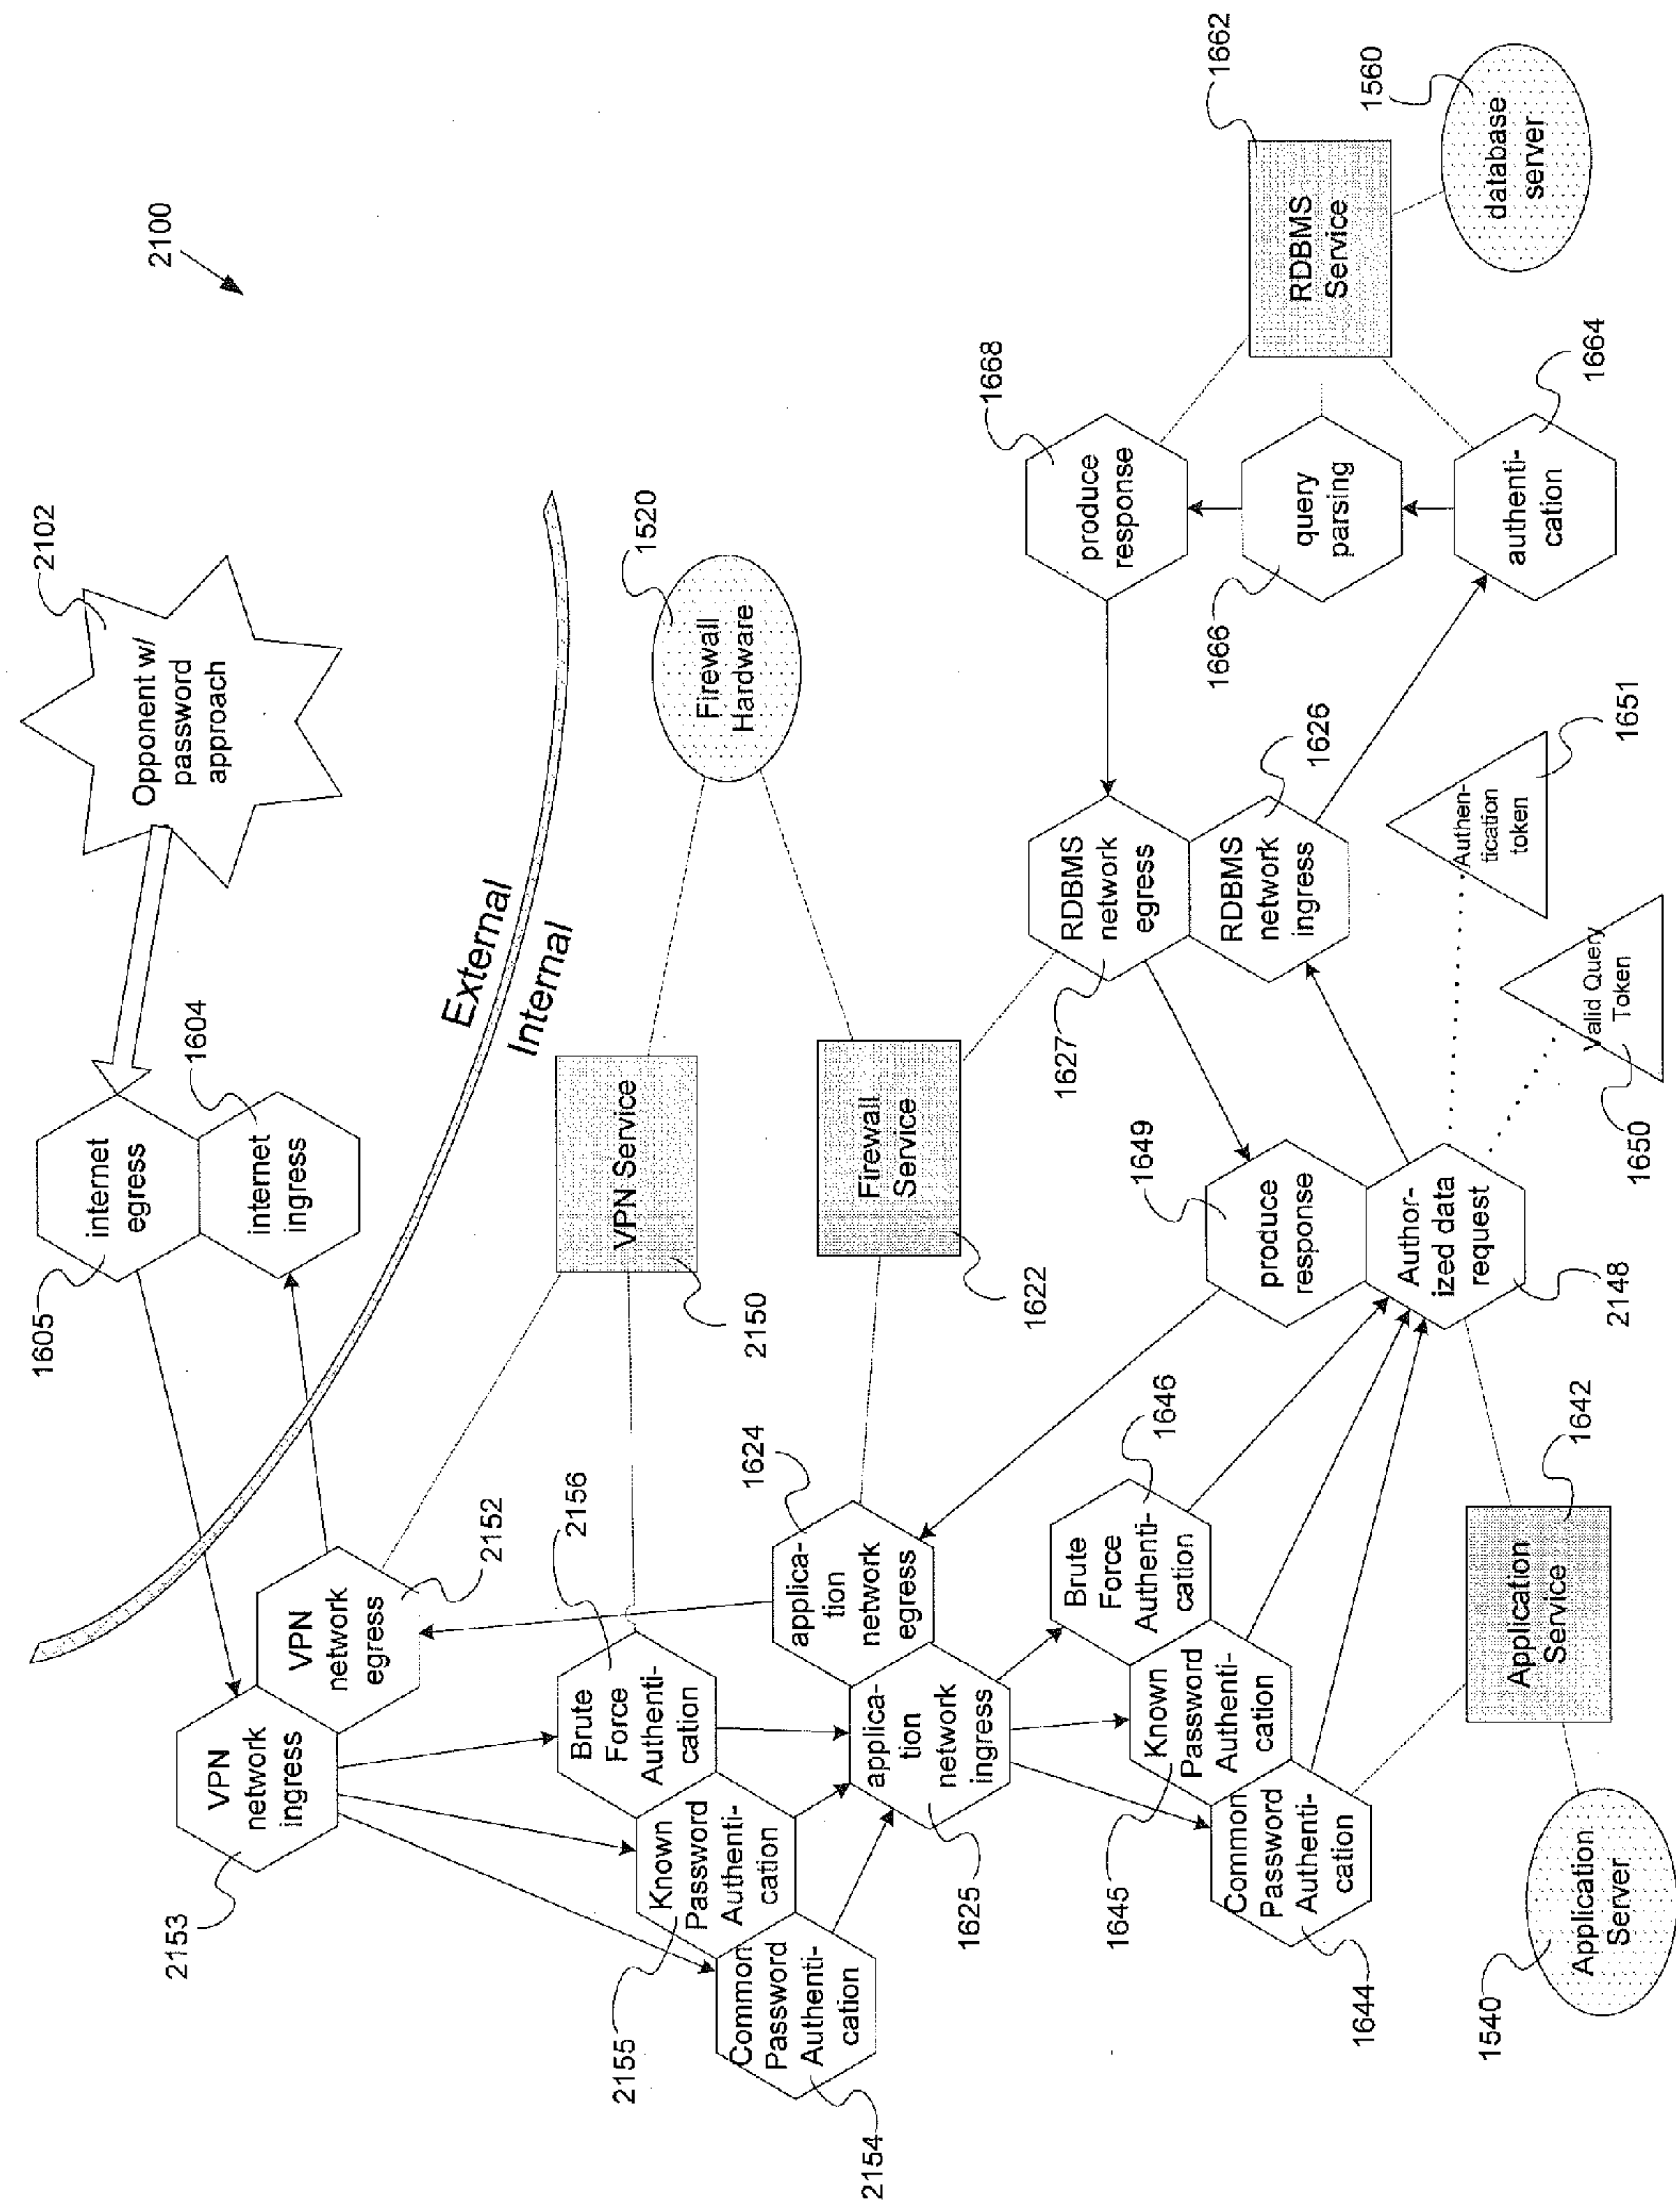 2100
Opponent w/
password
approach
2102
internet
egress
1605
internet
ingress
1604
External
Internal
VPN
network
ingress
2153
VPN
network
egress
2152
VPN Service
2150
Firewall
Hardware
1520
Brute
Force
Authenti-
cation
2156
Known
Password
Authenti-
cation
2155
Common
Password
Authenti-
cation
2154
applica-
tion
network
egress
1624
applica-
tion
network
ingress
1625
Firewall
Service
1622
RDBMS
network
egress
1627
RDBMS
network
ingress
1626
produce
response
1668
query
parsing
1666
authenti-
cation
1664
RDBMS
Service
1662
database
server
1560
Brute
Force
Authenti-
cation
1646
Known
Password
Authenti-
cation
1645
Common
Password
Authenti-
cation
1644
produce
response
1649
Author-
ized data
request
2148
Authen-
tication
token
1651
Valid Query
Token
1650
Application
Service
1642
Application
Server
1540